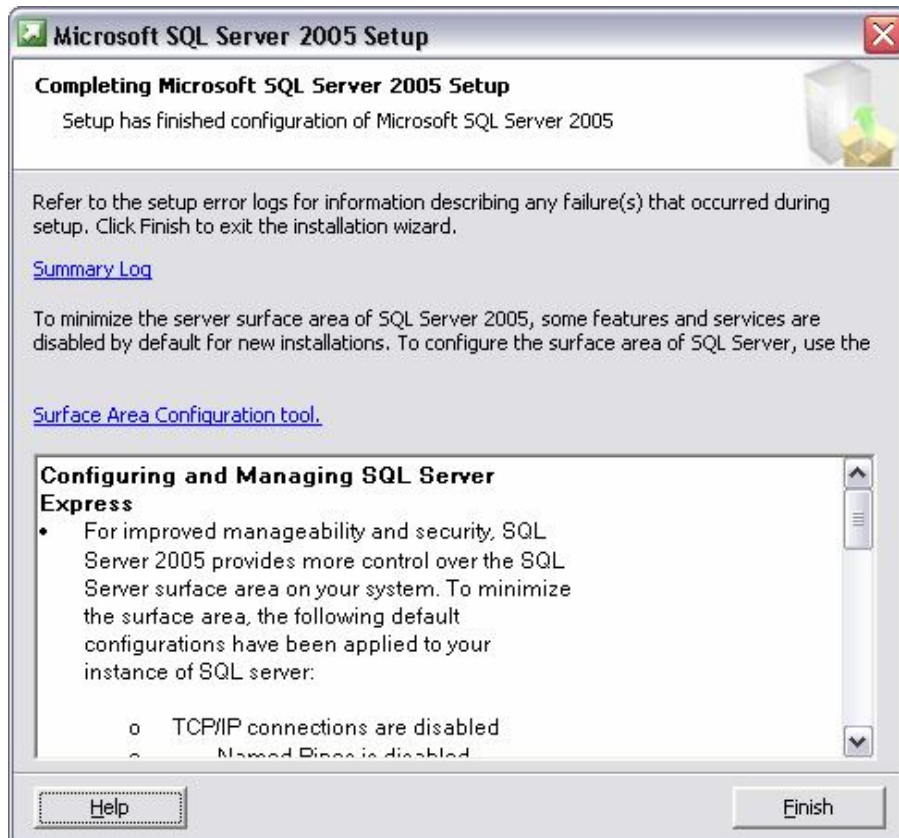 Microsoft SQL Server 2005 Setup
Completing Microsoft SQL Server 2005 Setup
Setup has finished configuration of Microsoft SQL Server 2005
Refer to the setup error logs for information describing any failure(s) that occurred during
setup. Click Finish to exit the installation wizard.
Summary Log
To minimize the server surface area of SQL Server 2005, some features and services are
disabled by default for new installations. To configure the surface area of SQL Server, use the
Surface Area Configuration tool.
Configuring and Managing SQL Server
Express
• For improved manageability and security, SQL
Server 2005 provides more control over the SQL
Server surface area on your system. To minimize
the surface area, the following default
configurations have been applied to your
instance of SQL server:
o TCP/IP connections are disabled
o Named Pipes is disabled
Help
Finish